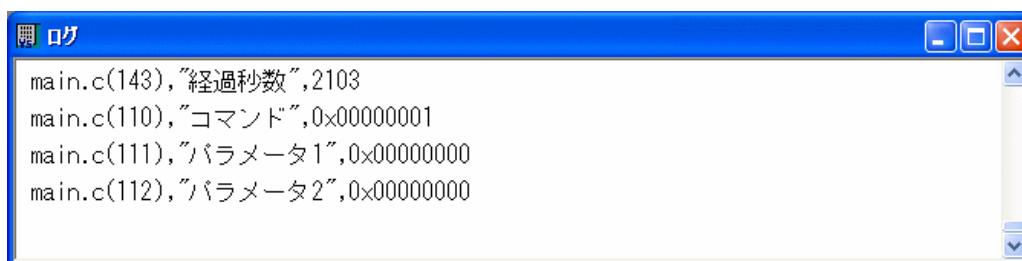 ログ
main.c(143),"経過秒数",2103
main.c(110),"コマンド",0x00000001
main.c(111),"パラメータ1",0x00000000
main.c(112),"パラメータ2",0x00000000